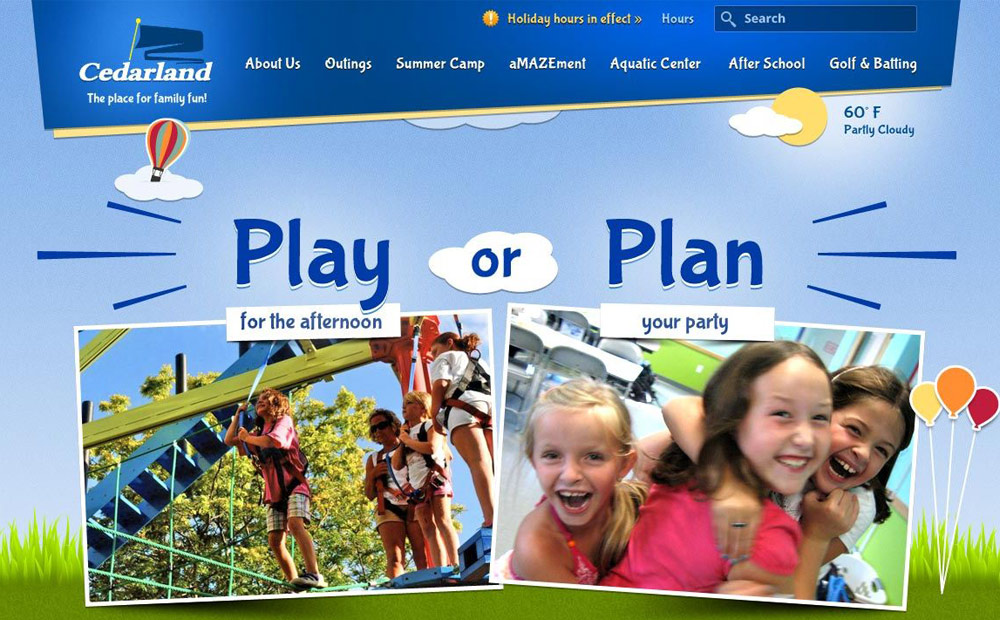 Holiday hours in effect »
Hours
Search
Cedarland
The place for family fun!
About Us
Outings
Summer Camp
aMAZEment
Aquatic Center
After School
Golf & Batting
60° F
Partly Cloudy
Play or Plan
for the afternoon
your party